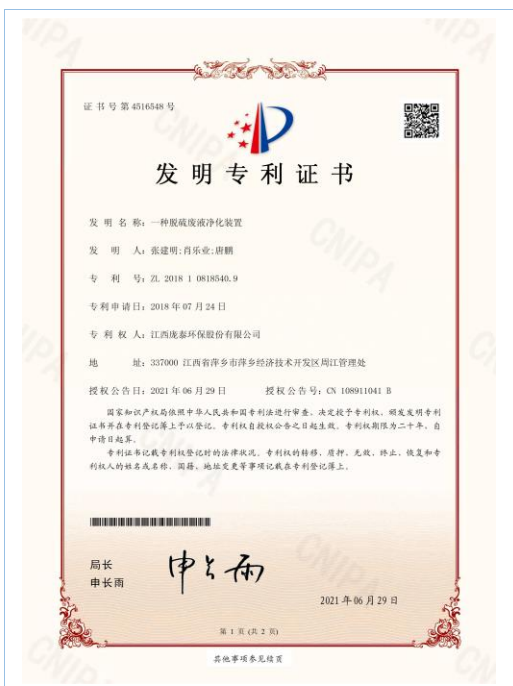 证书号第4516548号
发明专利证书
发明名称：一种脱硫废液净化装置
发明人：张建明;肖乐业;唐鹏
专利号：ZL 2018 1 0818540.9
专利申请日：2018年07月24日
专利权人：江西庞泰环保股份有限公司
地址：337000 江西省萍乡市萍乡经济技术开发区周江管理处
授权公告日：2021年06月29日 授权公告号：CN 108911041 B
国家知识产权局依照中华人民共和国专利法进行审查，决定授予专利权，颁发发明专利
证书并在专利登记簿上予以登记。专利权自授权公告之日起生效。专利权期限为二十年，自
申请日起算。
专利证书记载专利权登记时的法律状况。专利权的转移、质押、无效、终止、恢复和专
利权人的姓名或名称、国籍、地址变更等事项记载在专利登记簿上。
局长
申长雨
申长雨
2021年06月29日
第 1 页 (共 2 页)
其他事项参见续页
CNIPA
CNIPA
CNIPA
CNIPA
CNIPA